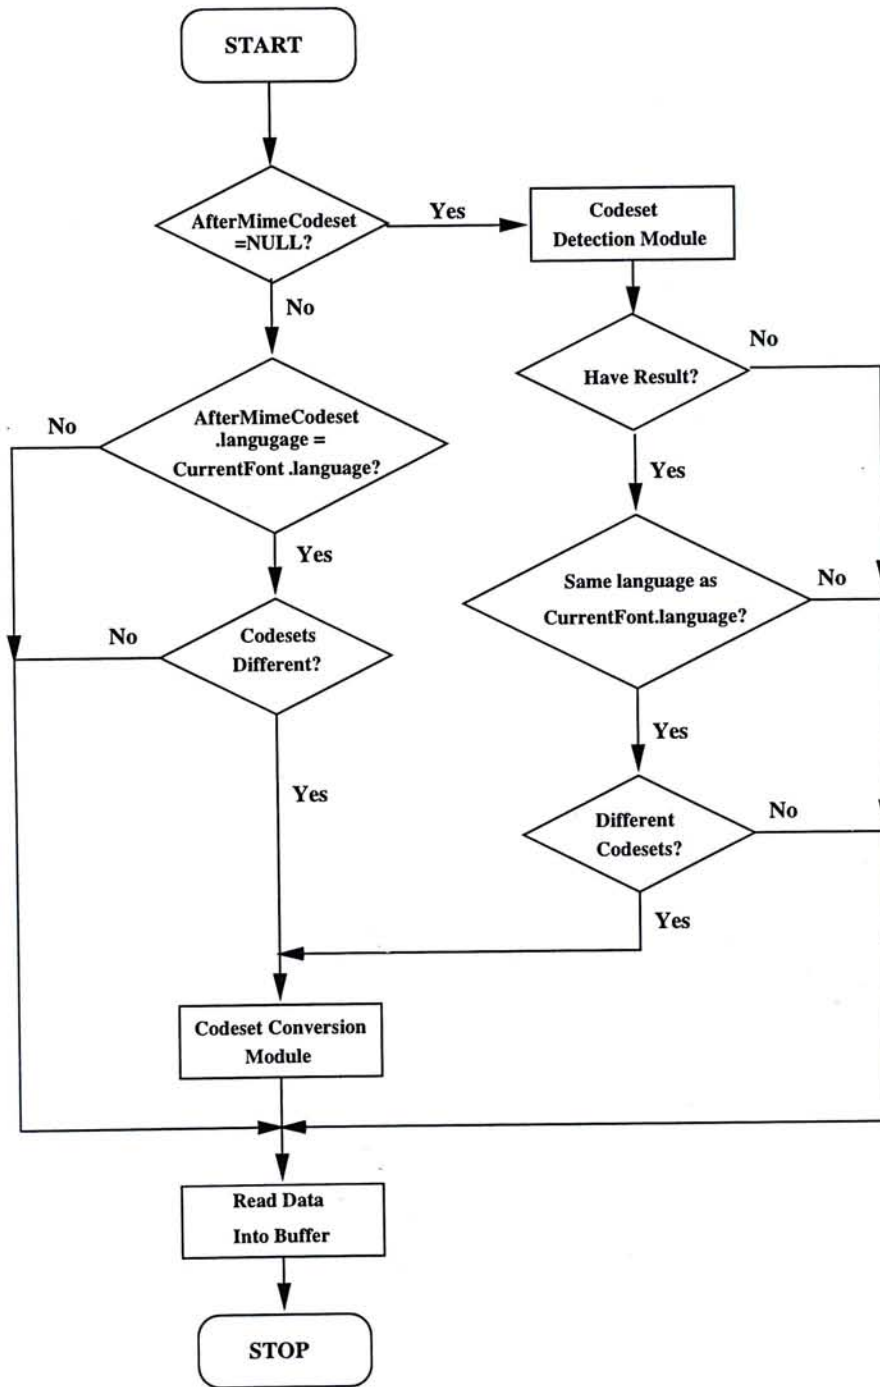 START
AfterMimeCodeset
=NULL?
Yes
Codeset
Detection Module
No
Have Result?
No
AfterMimeCodeset
.langugage =
CurrentFont .language?
No
Yes
Yes
Same language as
CurrentFont.language?
No
Codesets
Different?
No
Yes
Yes
Different
Codesets?
No
Yes
Codeset Conversion
Module
Read Data
Into Buffer
STOP